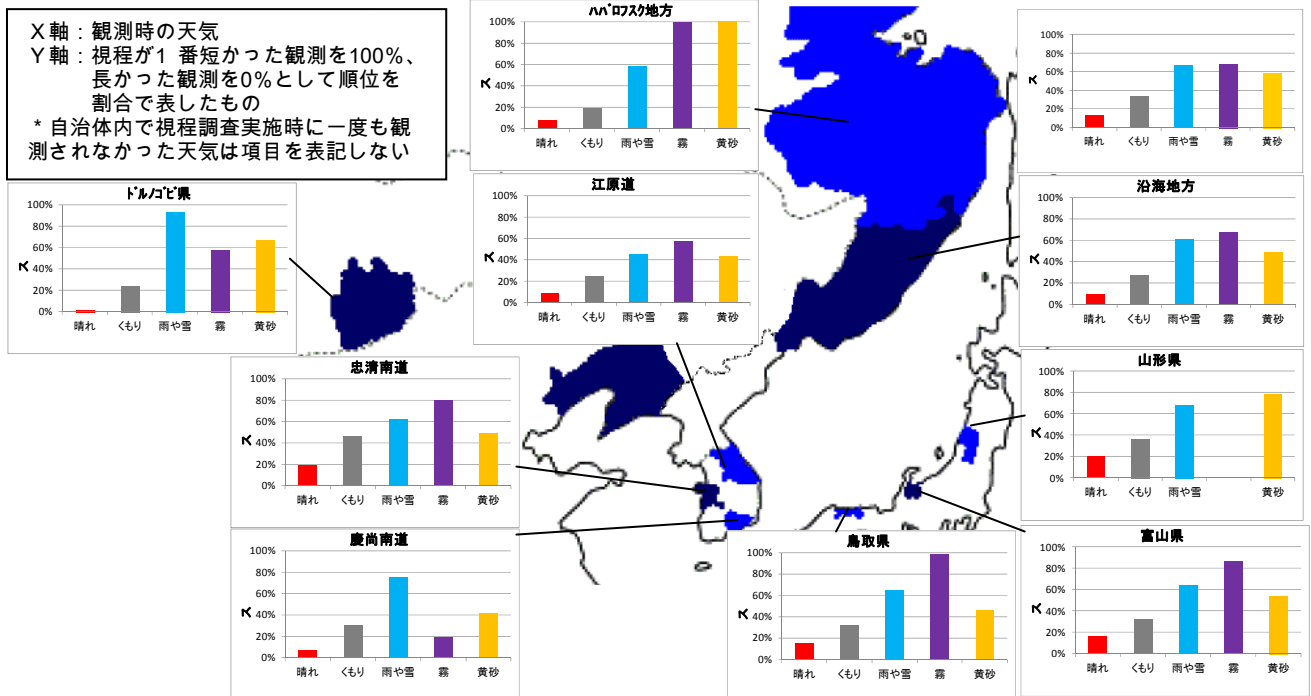 X軸：観測時の天気
Y軸：視程が1 番短かった観測を100%、
長かった観測を0%として順位を
割合で表したもの
* 自治体内で視程調査実施時に一度も観
測されなかった天気は項目を表記しない
ハバロフスク地方
100%
80%
60%
40%
20%
0%
晴れ くもり 雨や雪 霧 黄砂
100%
80%
60%
40%
20%
0%
晴れ くもり 雨や雪 霧 黄砂
ドルノゴビ県
100%
80%
60%
40%
20%
0%
晴れ くもり 雨や雪 霧 黄砂
江原道
100%
80%
60%
40%
20%
0%
晴れ くもり 雨や雪 霧 黄砂
沿海地方
100%
80%
60%
40%
20%
0%
晴れ くもり 雨や雪 霧 黄砂
忠清南道
100%
80%
60%
40%
20%
0%
晴れ くもり 雨や雪 霧 黄砂
山形県
100%
80%
60%
40%
20%
0%
晴れ くもり 雨や雪 黄砂
慶尚南道
100%
80%
60%
40%
20%
0%
晴れ くもり 雨や雪 霧 黄砂
鳥取県
100%
80%
60%
40%
20%
0%
晴れ くもり 雨や雪 霧 黄砂
富山県
100%
80%
60%
40%
20%
0%
晴れ くもり 雨や雪 霧 黄砂